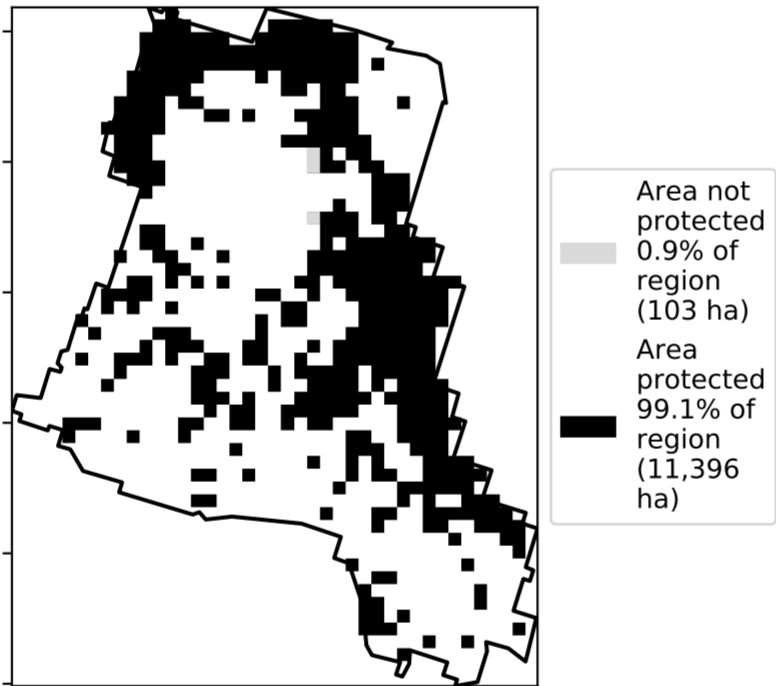 Area not
protected
0.9% of
region
(103 ha)
Area
protected
99.1% of
region
(11,396
ha)